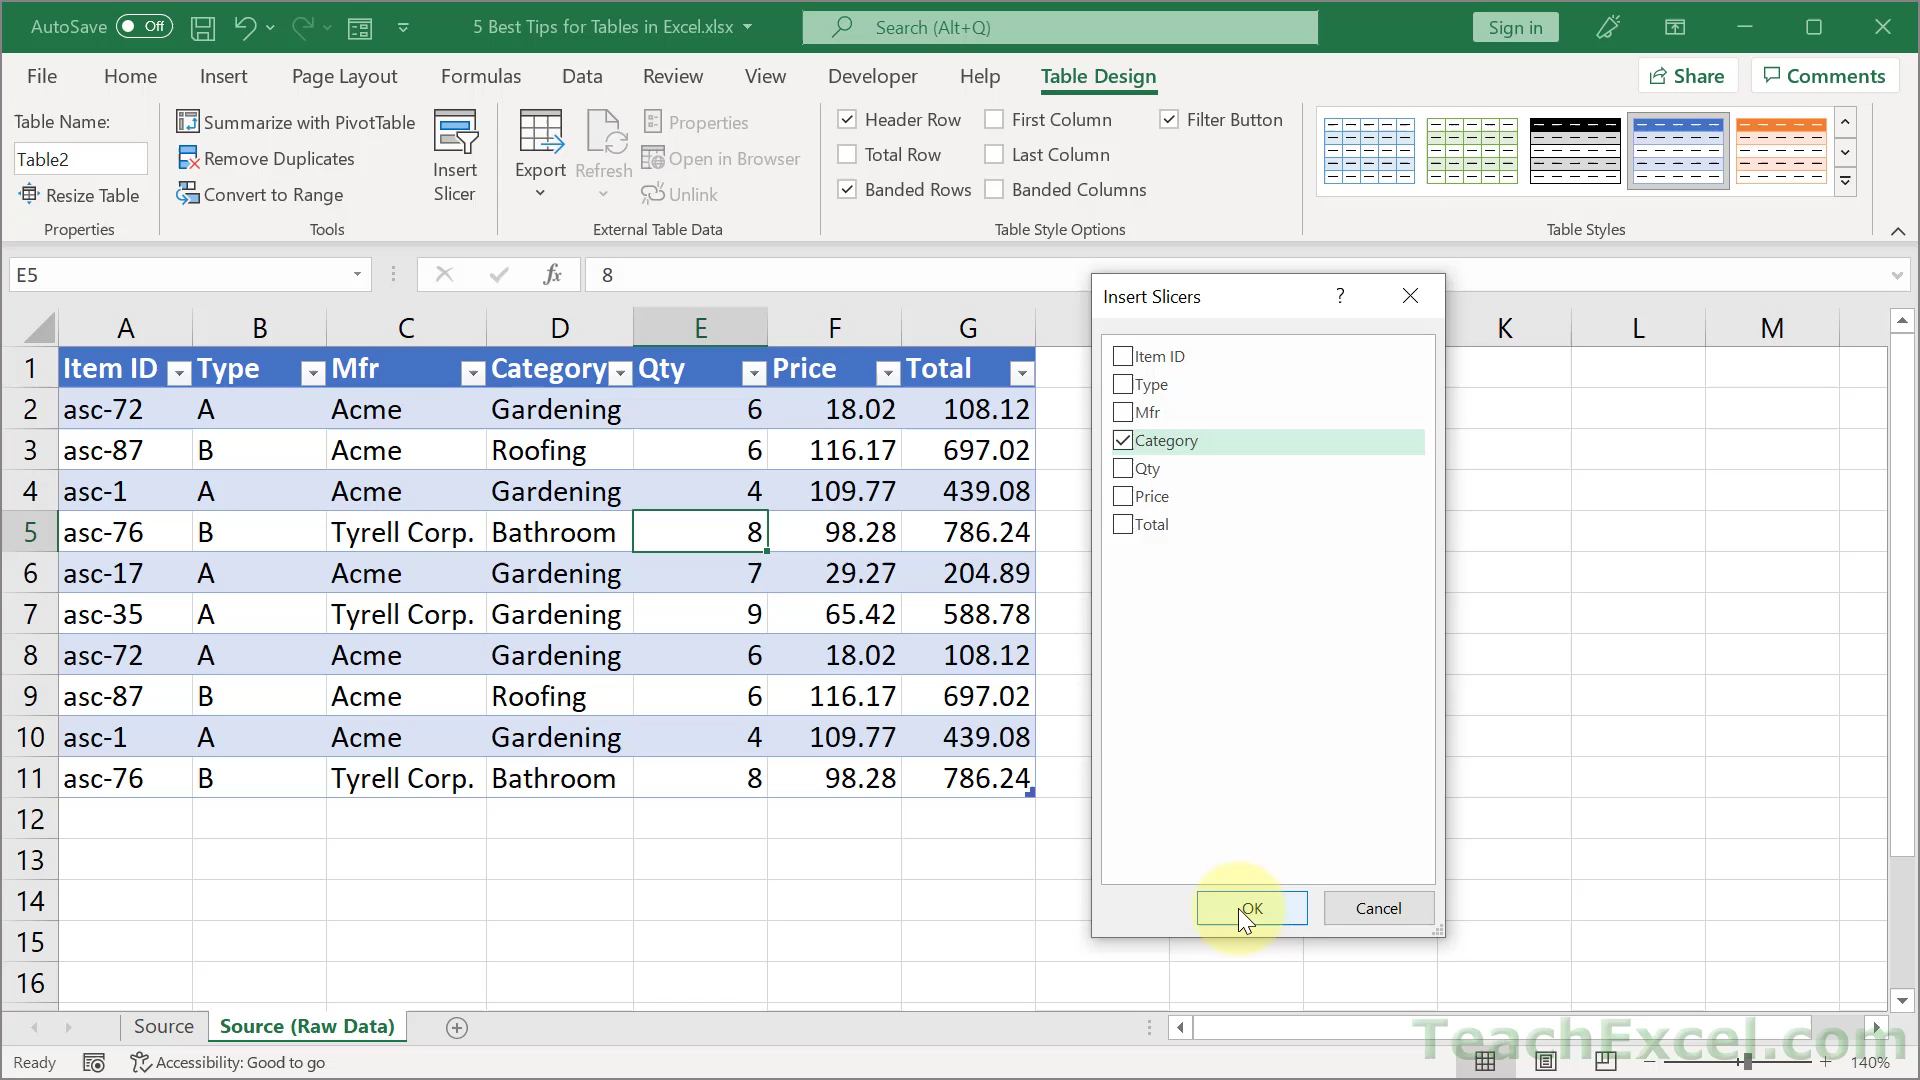 AutoSave Off 5 Best Tips for Tables in Excel.xlsx Search (Alt+Q) Sign in
File Home Insert Page Layout Formulas Data Review View Developer Help Table Design Share Comments
Table Name:
Table2
Resize Table
Properties
Summarize with PivotTable
Remove Duplicates
Convert to Range
Tools
Insert
Slicer
Export
Refresh
Properties
Open in Browser
Unlink
External Table Data
Header Row First Column Filter Button
Total Row Last Column
Banded Rows Banded Columns
Table Style Options
Table Styles
E5 fx 8
A B C D E F G K L M
1 Item ID Type Mfr Category Qty Price Total
2 asc-72 A Acme Gardening 6 18.02 108.12
3 asc-87 B Acme Roofing 6 116.17 697.02
4 asc-1 A Acme Gardening 4 109.77 439.08
5 asc-76 B Tyrell Corp. Bathroom 8 98.28 786.24
6 asc-17 A Acme Gardening 7 29.27 204.89
7 asc-35 A Tyrell Corp. Gardening 9 65.42 588.78
8 asc-72 A Acme Gardening 6 18.02 108.12
9 asc-87 B Acme Roofing 6 116.17 697.02
10 asc-1 A Acme Gardening 4 109.77 439.08
11 asc-76 B Tyrell Corp. Bathroom 8 98.28 786.24
12
13
14
15
16
Insert Slicers ?
Item ID
Type
Mfr
Category
Qty
Price
Total
OK Cancel
Source Source (Raw Data)
TeachExcel.com
Ready Accessibility: Good to go 140%